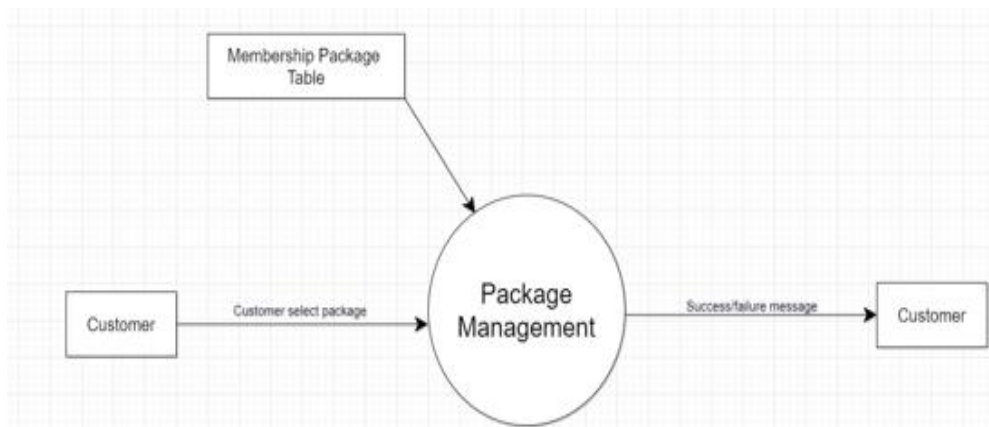 Membership Package
Table
Customer
Customer select package
Package
Management
Success/failure message
Customer